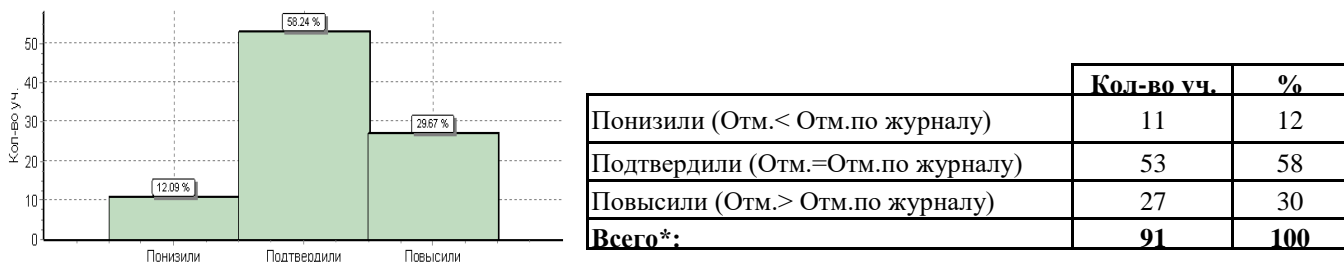 58.24 %
29.67 %
12.09 %
50
40
30
20
10
0
Кол-во уч.
Понизили
Подтвердили
Повысили
Кол-во уч. %
Понизили (Отм.< Отм.по журналу) 11 12
Подтвердили (Отм.=Отм.по журналу) 53 58
Повысили (Отм.> Отм.по журналу) 27 30
Всего*: 91 100